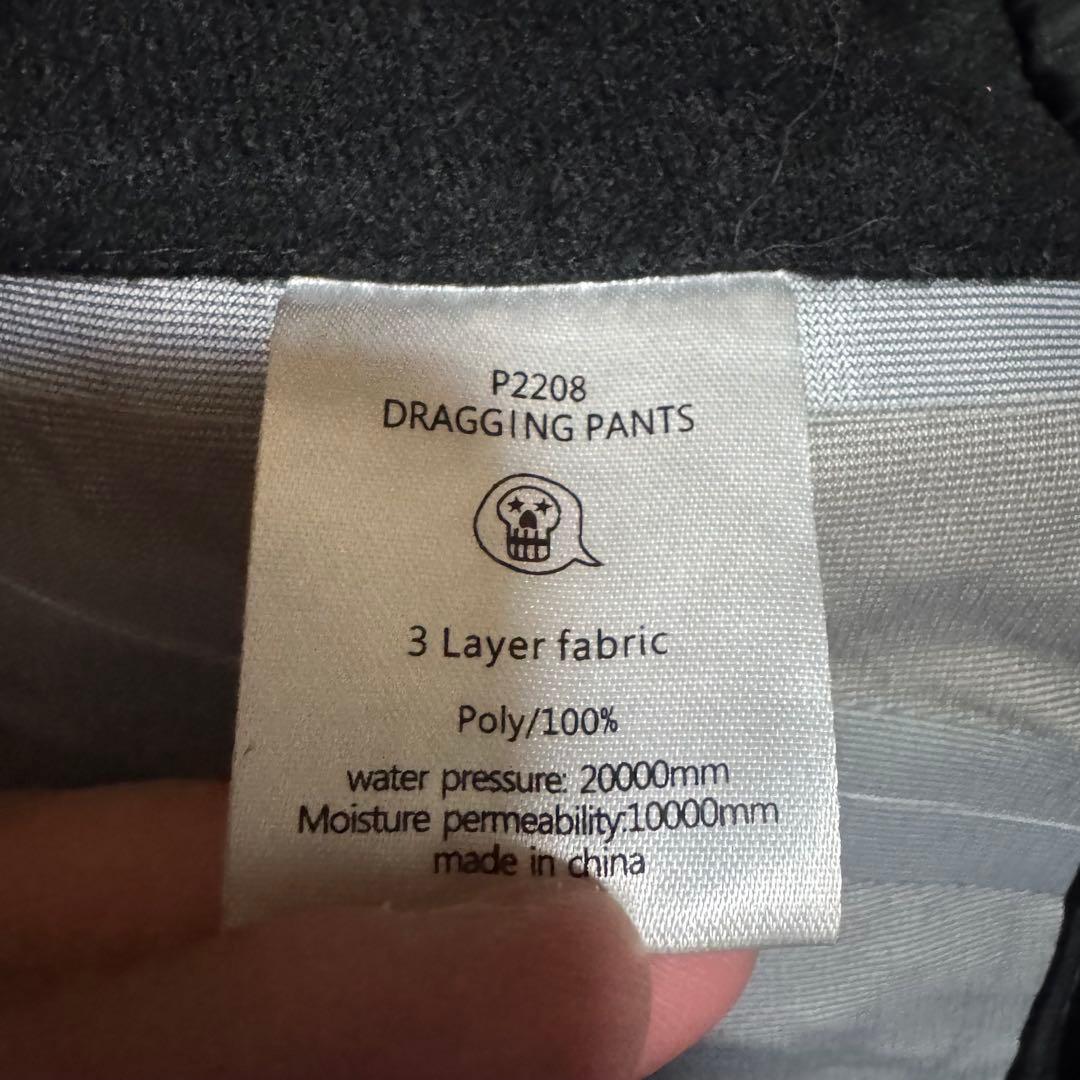 P2208
DRAGGING PANTS
3 Layer fabric
Poly/100%
water pressure: 20000mm
Moisture permeability:10000mm
made in china